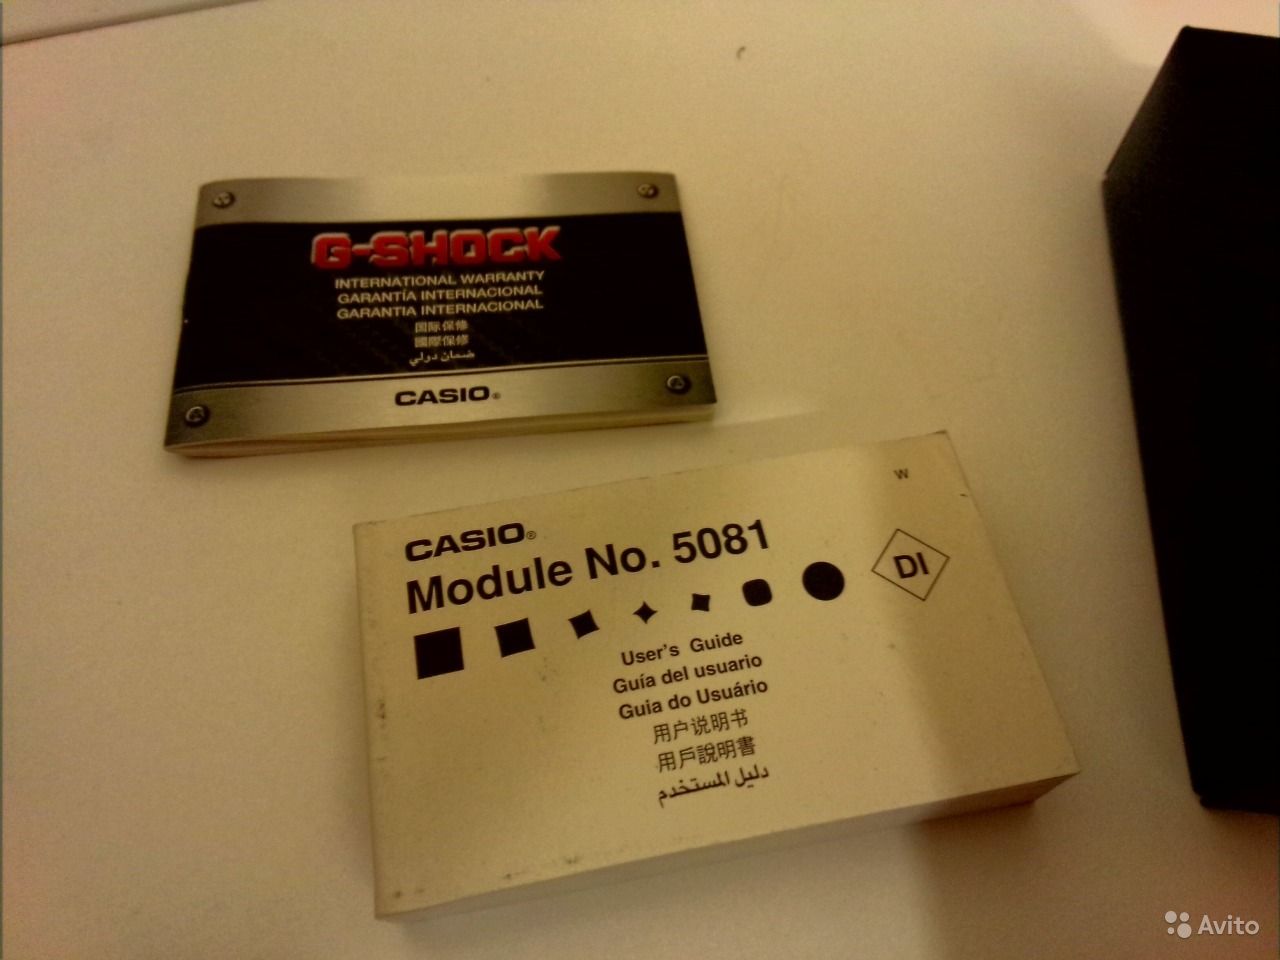 G-SHOCK
INTERNATIONAL WARRANTY
GARANTÍA INTERNACIONAL
GARANTIA INTERNACIONAL
国际保修
國際保修
ضمان دولي
CASIO®
W
CASIO®
Module No. 5081
DI
User's Guide
Guía del usuario
Guia do Usuário
用户说明书
用戶說明書
دليل المستخدم
Avito